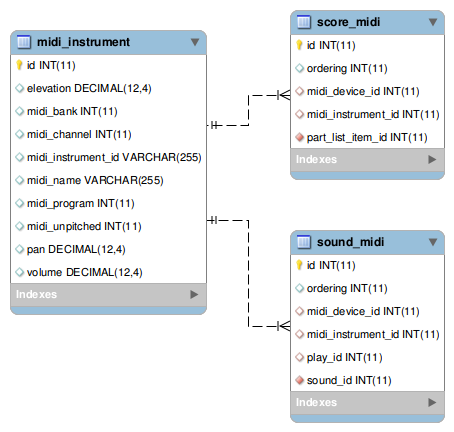 midi_instrument
id INT(11)
elevation DECIMAL(12,4)
midi_bank INT(11)
midi_channel INT(11)
midi_instrument_id VARCHAR(255)
midi_name VARCHAR(255)
midi_program INT(11)
midi_unpitched INT(11)
pan DECIMAL(12,4)
volume DECIMAL(12,4)
Indexes
score_midi
id INT(11)
ordering INT(11)
midi_device_id INT(11)
midi_instrument_id INT(11)
part_list_item_id INT(11)
Indexes
sound_midi
id INT(11)
ordering INT(11)
midi_device_id INT(11)
midi_instrument_id INT(11)
play_id INT(11)
sound_id INT(11)
Indexes